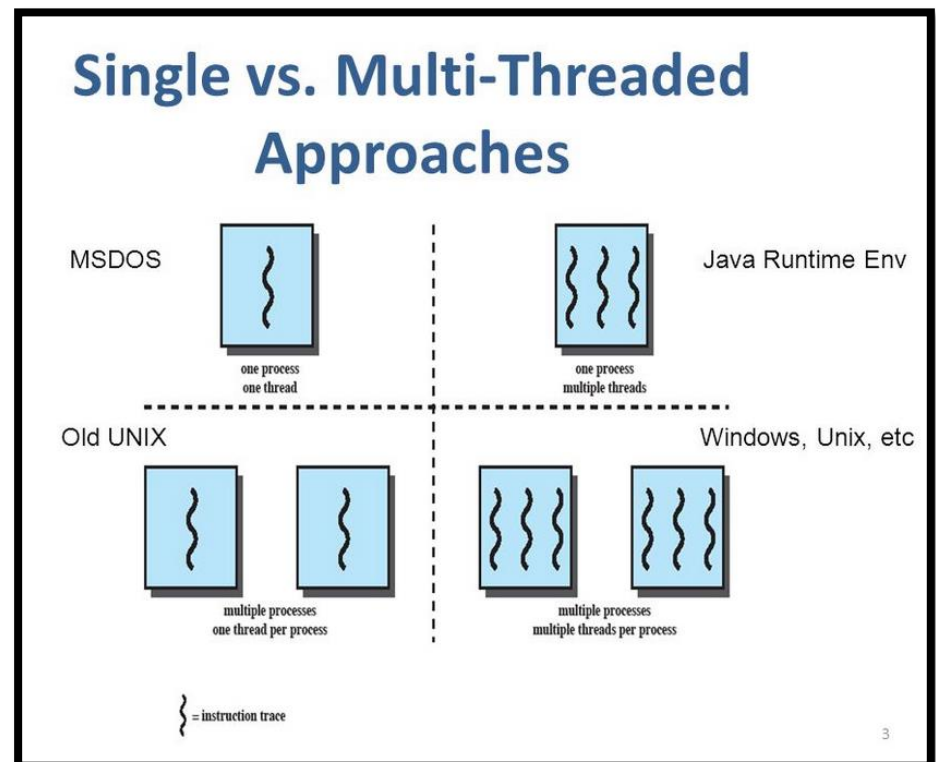 Single vs. Multi-Threaded
Approaches
MSDOS
one process
one thread
Java Runtime Env
one process
multiple threads
Old UNIX
multiple processes
one thread per process
Windows, Unix, etc
multiple processes
multiple threads per process
= instruction trace
3